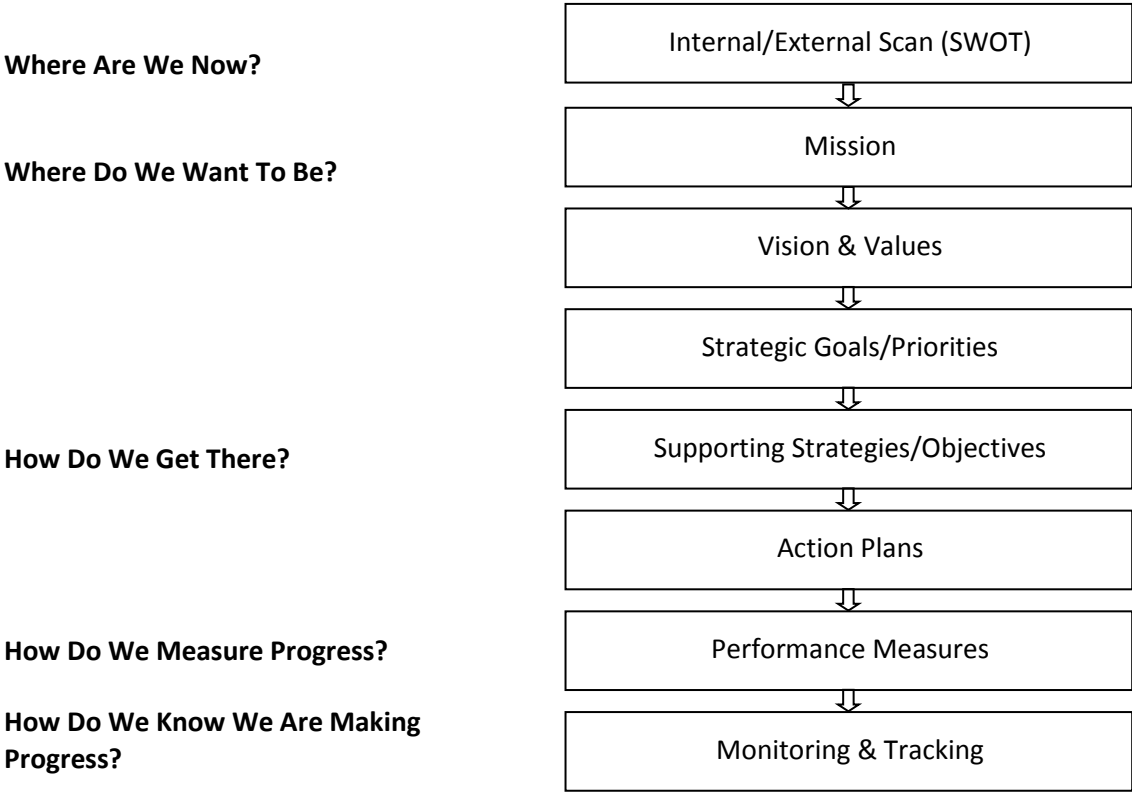 Internal/External Scan (SWOT)
Where Are We Now?
Mission
Where Do We Want To Be?
Vision & Values
Strategic Goals/Priorities
Supporting Strategies/Objectives
How Do We Get There?
Action Plans
How Do We Measure Progress?
Performance Measures
How Do We Know We Are Making
Progress?
Monitoring & Tracking